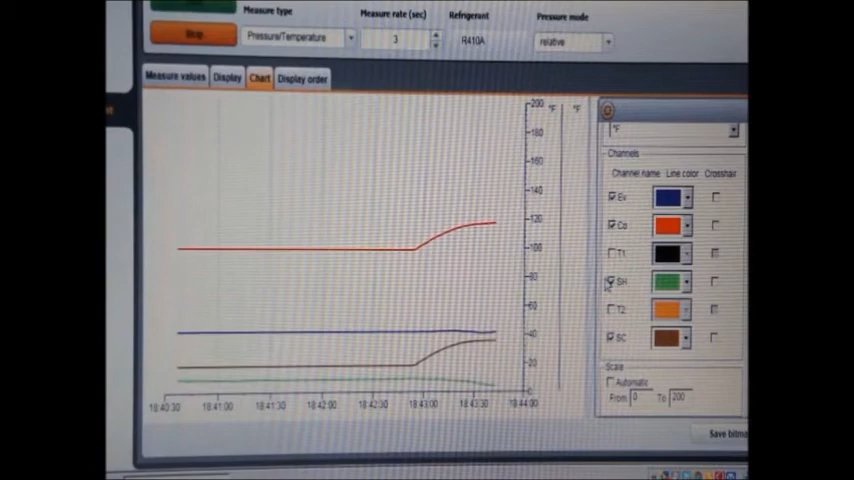 Measure type
Measure rate (sec)
Refrigerant
Pressure mode
Stop
Pressure/Temperature
3
R410A
relative
Measure values
Display
Chart
Display order
200
°F
°F
180
160
140
120
100
80
60
40
20
0
18:40:30
18:41:00
18:41:30
18:42:00
18:42:30
18:43:00
18:43:30
18:44:00
°F
Channels
Channel name
Line color
Crosshair
Ev
Co
T1
SH
T2
SC
Scale
Automatic
From 0 To 200
Save bitma